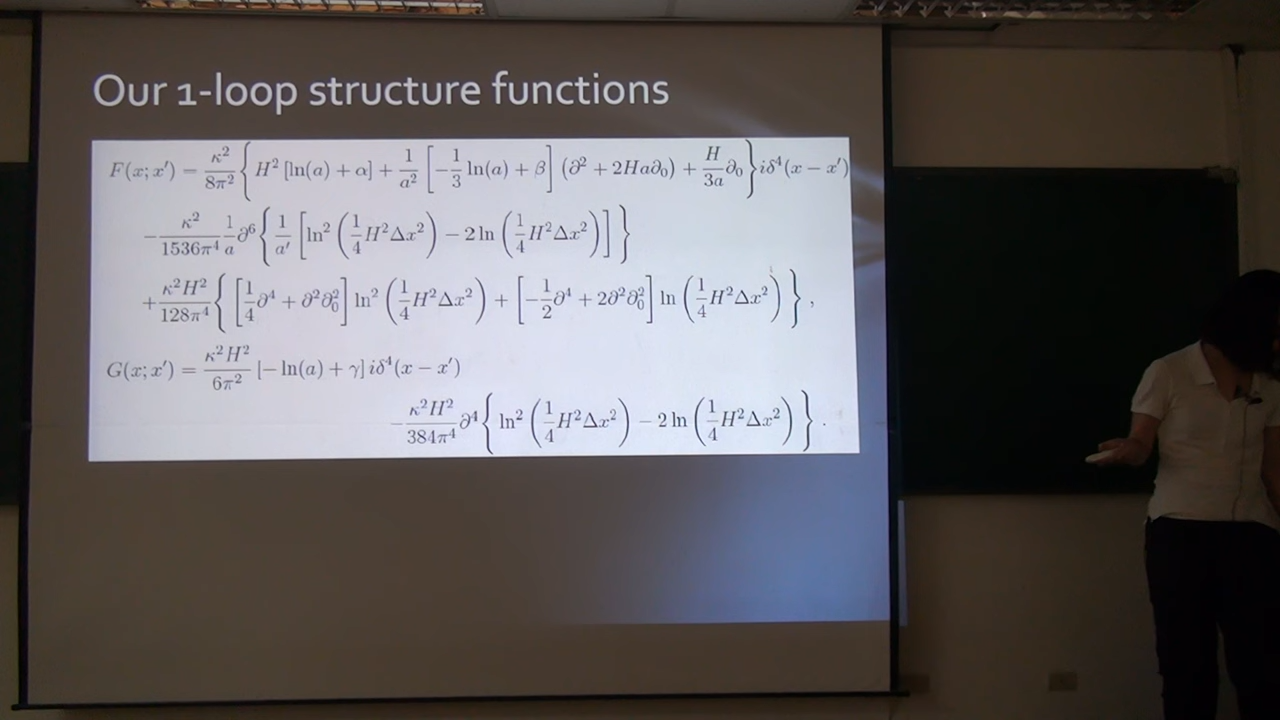 Our 1-loop structure functions
F(x; x′) = κ²/8π² { H² [ln(a) + α] + 1/a² [ −1/3 ln(a) + β ] (∂² + 2Ha∂₀) + H/3a ∂₀ } iδ⁴(x − x′)
− κ²/1536π⁴ 1/a ∂⁶ { 1/a′ [ ln² ( 1/4 H²Δx² ) − 2 ln ( 1/4 H²Δx² ) ] }
+ κ²H²/128π⁴ { [ 1/4 ∂⁴ + ∂²∂₀² ] ln² ( 1/4 H²Δx² ) + [ −1/2 ∂⁴ + 2∂²∂₀² ] ln ( 1/4 H²Δx² ) } ,
G(x; x′) = κ²H²/6π² [− ln(a) + γ] iδ⁴(x − x′)
− κ²H²/384π⁴ ∂⁴ { ln² ( 1/4 H²Δx² ) − 2 ln ( 1/4 H²Δx² ) } .